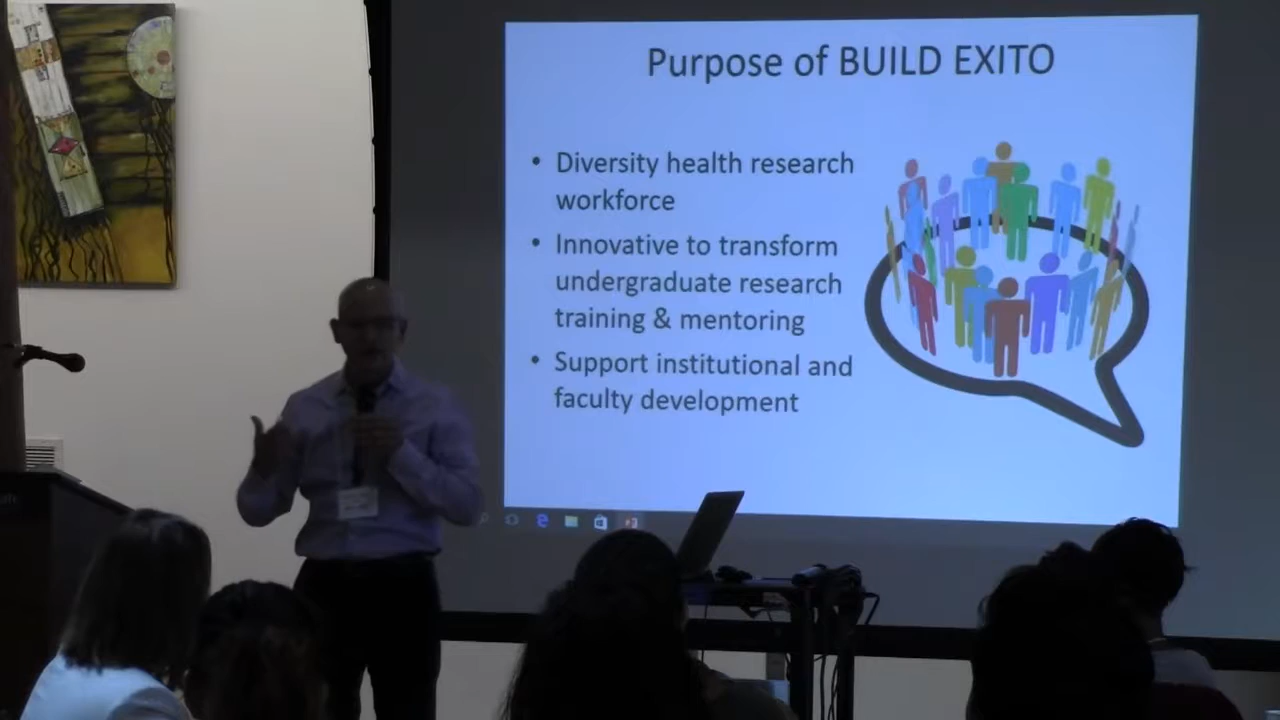 Purpose of BUILD EXITO
• Diversity health research
workforce
• Innovative to transform
undergraduate research
training & mentoring
• Support institutional and
faculty development